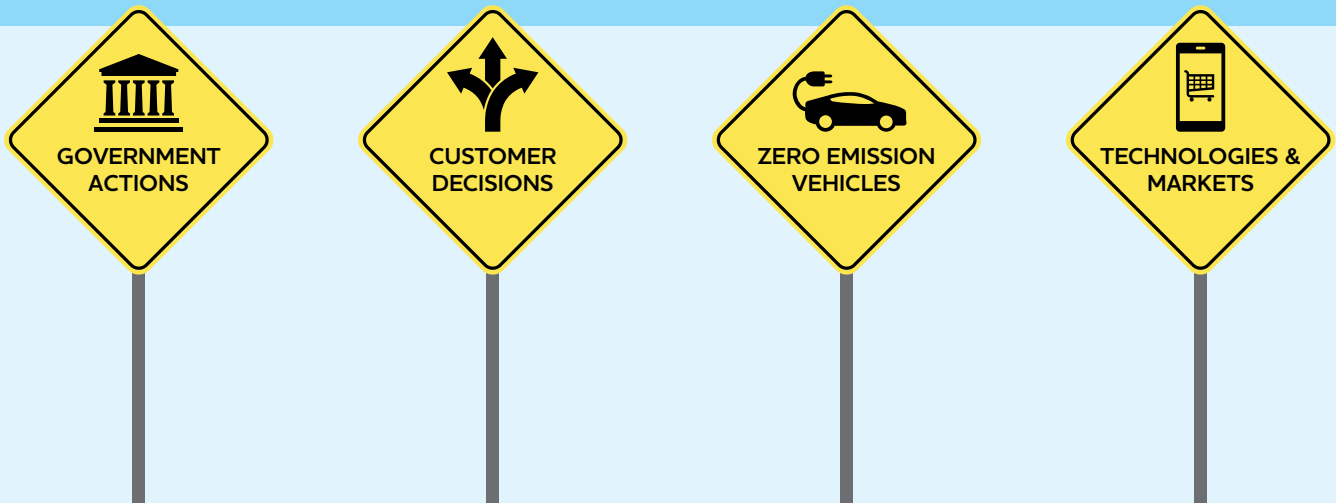 GOVERNMENT
ACTIONS
CUSTOMER
DECISIONS
ZERO EMISSION
VEHICLES
TECHNOLOGIES &
MARKETS